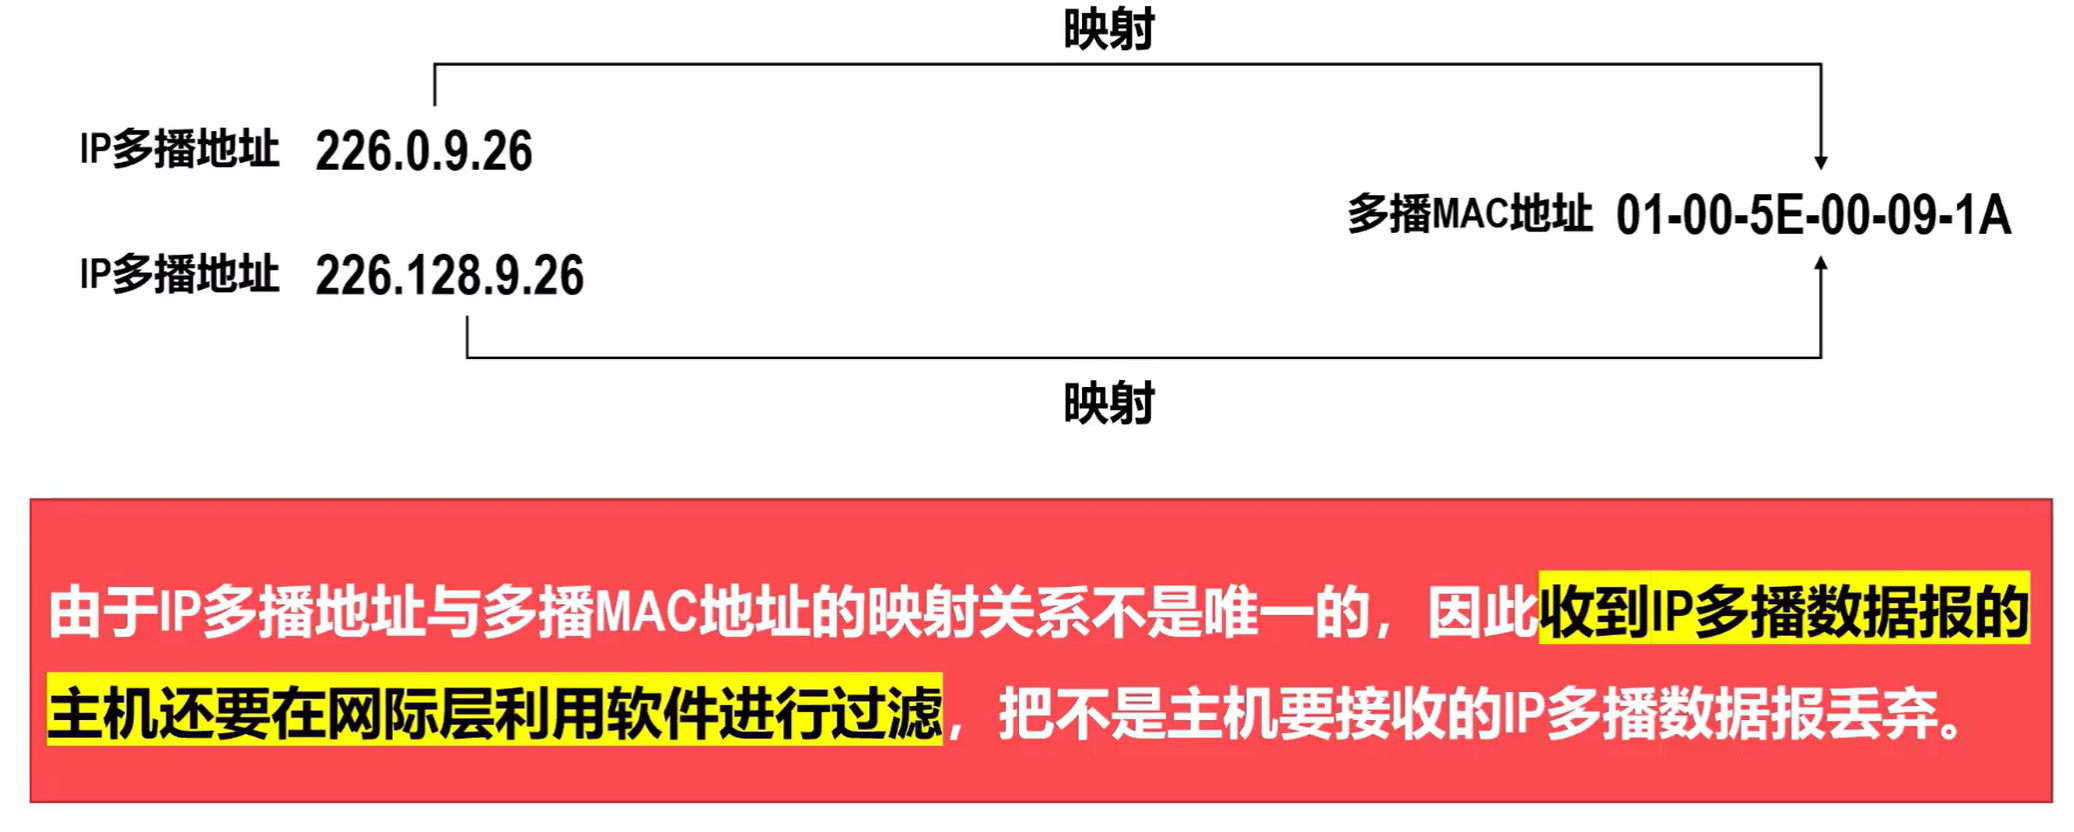 映射
IP多播地址 226.0.9.26
多播MAC地址 01-00-5E-00-09-1A
IP多播地址 226.128.9.26
映射
由于IP多播地址与多播MAC地址的映射关系不是唯一的，因此收到IP多播数据报的
主机还要在网际层利用软件进行过滤，把不是主机要接收的IP多播数据报丢弃。